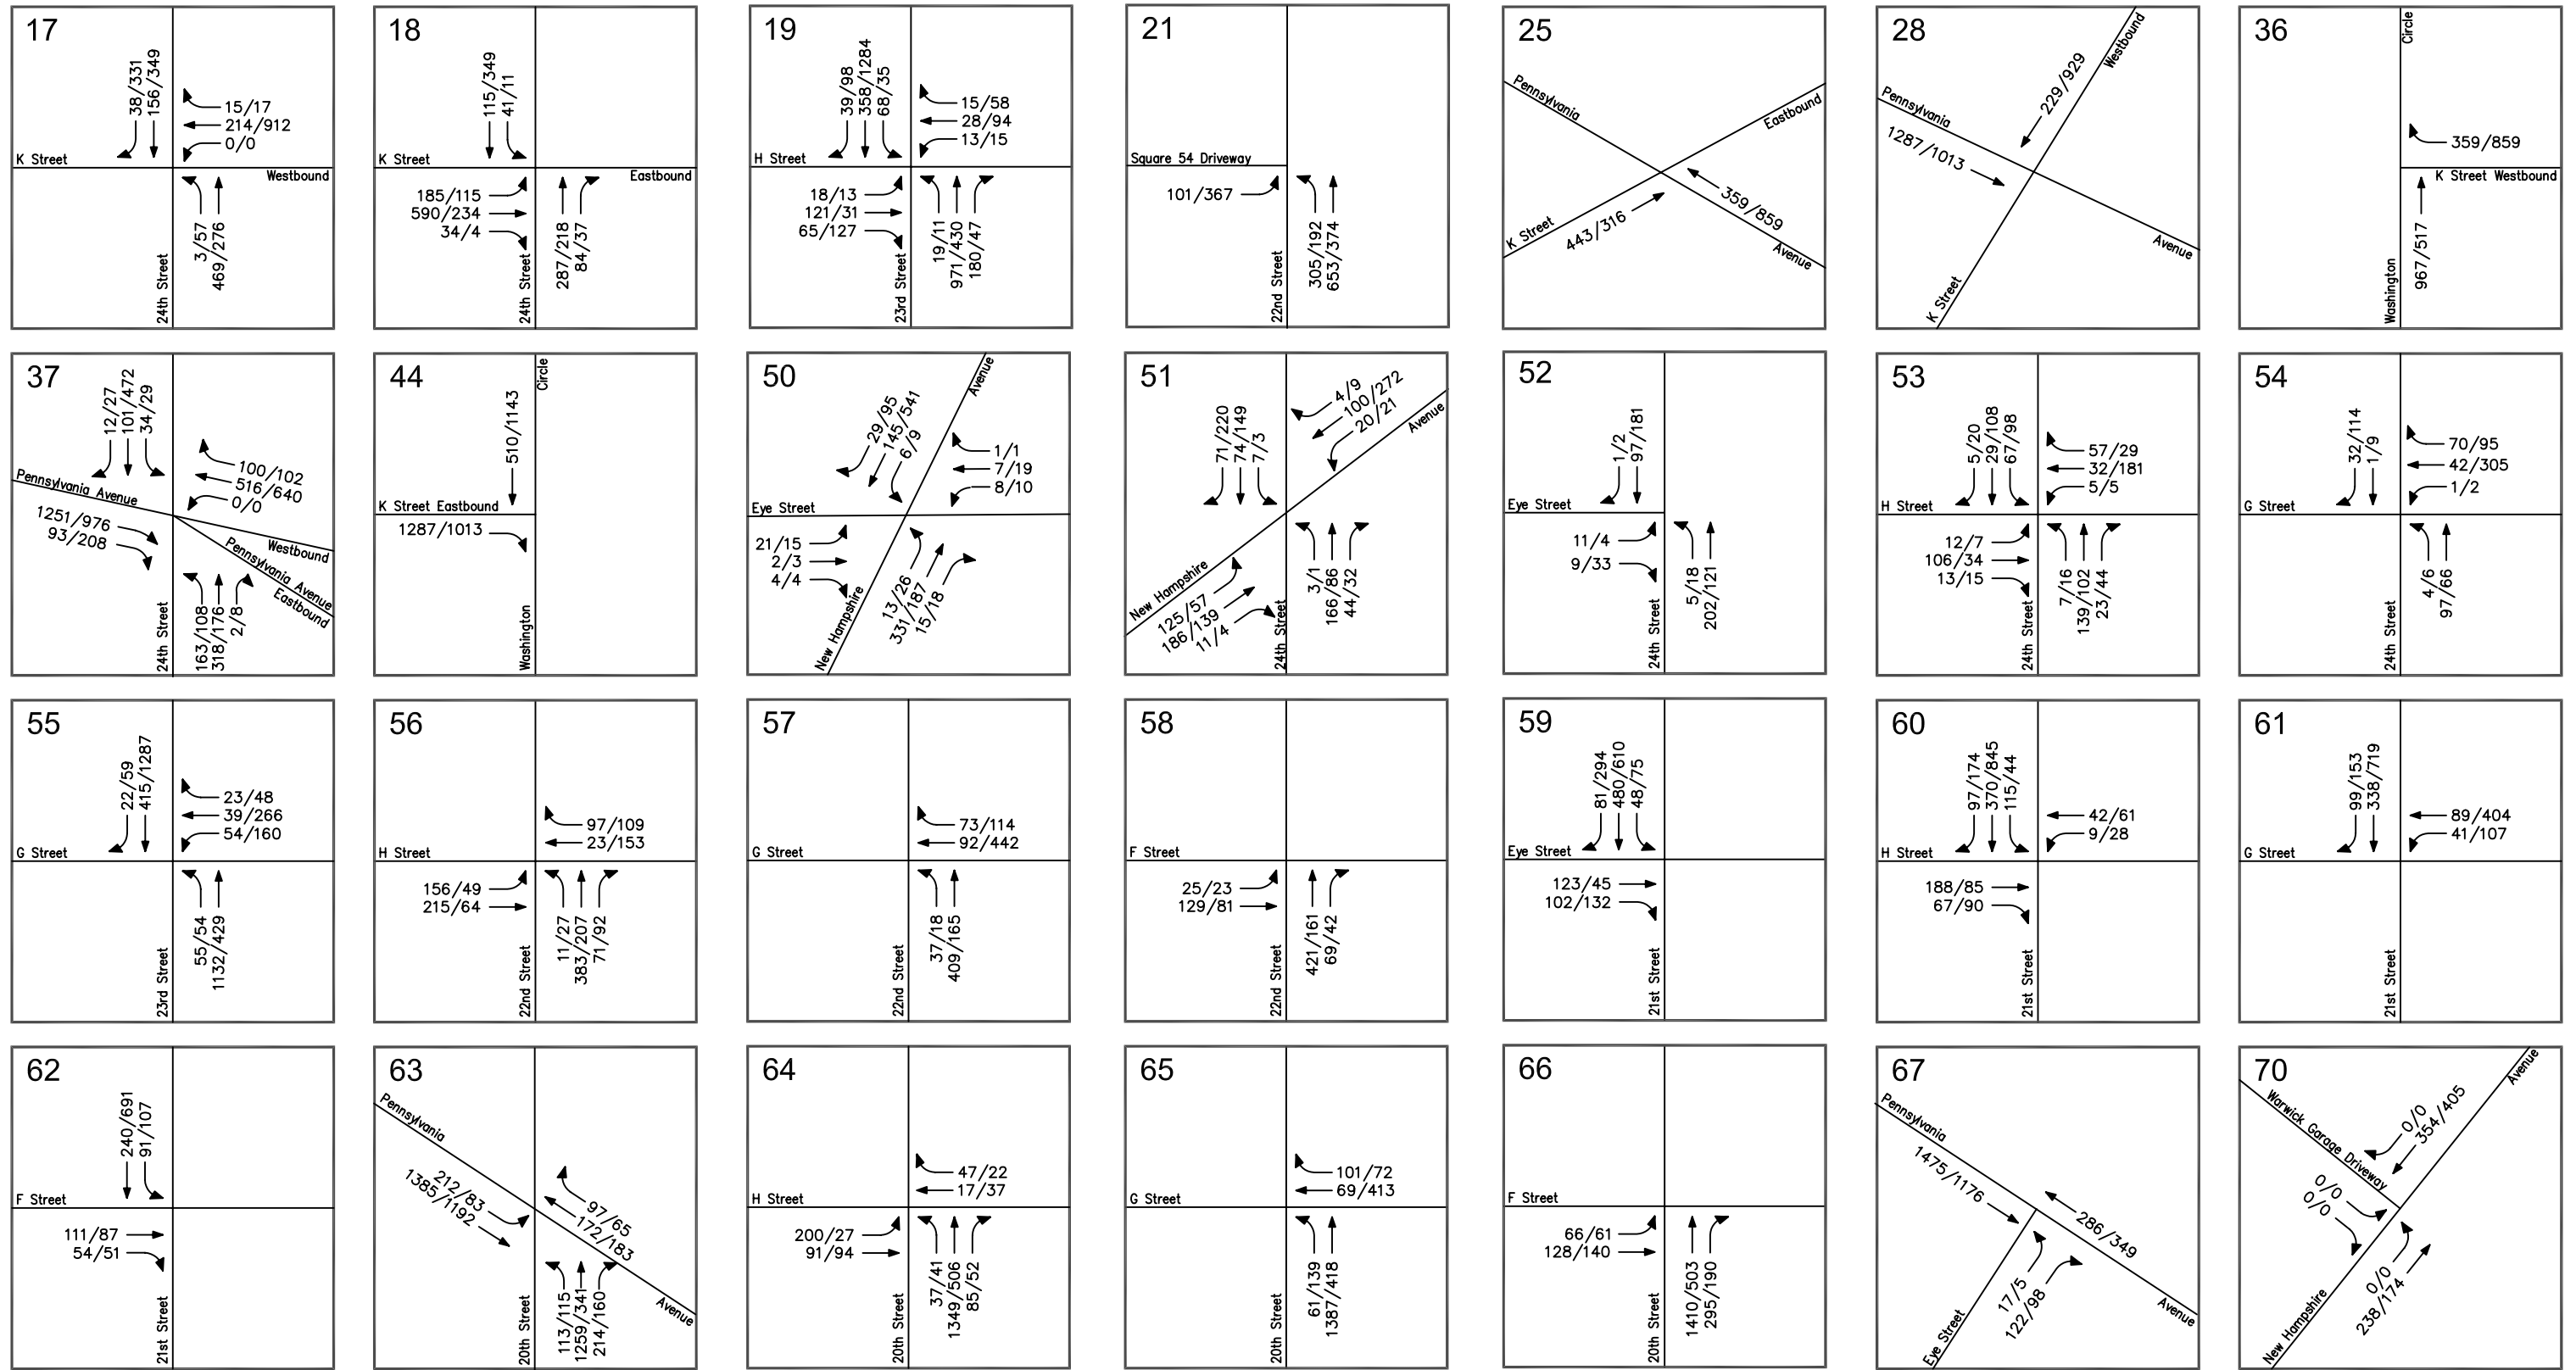 17
38/331
156/349
15/17
214/912
0/0
K Street
Westbound
3/57
469/276
24th Street
18
115/349
41/11
K Street
Eastbound
185/115
590/234
34/4
287/218
84/37
24th Street
19
39/98
358/1284
68/35
15/58
28/94
13/15
H Street
18/13
121/31
65/127
19/11
971/430
180/47
23rd Street
21
Square 54 Driveway
101/367
305/192
653/374
22nd Street
25
Pennsylvania
Eastbound
K Street
443/316
359/859
Avenue
28
Westbound
229/929
Pennsylvania
1287/1013
Avenue
K Street
36
Circle
359/859
K Street Westbound
967/517
Washington
37
12/27
101/472
34/29
100/102
516/640
0/0
Pennsylvania Avenue
1251/976
93/208
Westbound
Pennsylvania Avenue
Eastbound
163/108
318/176
2/8
24th Street
44
Circle
510/1143
K Street Eastbound
1287/1013
Washington
50
Avenue
29/95
145/541
6/9
1/1
7/19
8/10
Eye Street
21/15
2/3
4/4
13/26
331/187
15/18
New Hampshire
51
71/220
74/149
7/3
4/9
100/272
20/21
Avenue
New Hampshire
125/57
186/139
11/4
3/1
166/86
44/32
24th Street
52
1/2
97/181
Eye Street
11/4
9/33
5/18
202/121
24th Street
53
5/20
29/108
67/98
57/29
32/181
5/5
H Street
12/7
106/34
13/15
7/16
139/102
23/44
24th Street
54
32/114
1/9
70/95
42/305
1/2
G Street
4/6
97/66
24th Street
55
22/59
415/1287
23/48
39/266
54/160
G Street
55/54
1132/429
23rd Street
56
97/109
23/153
H Street
156/49
215/64
11/27
383/207
71/92
22nd Street
57
73/114
92/442
G Street
37/18
409/165
22nd Street
58
F Street
25/23
129/81
421/161
69/42
22nd Street
59
81/294
480/610
48/75
Eye Street
123/45
102/132
21st Street
60
97/174
370/845
115/44
42/61
9/28
H Street
188/85
67/90
21st Street
61
99/153
338/719
89/404
41/107
G Street
21st Street
62
240/691
91/107
F Street
111/87
54/51
21st Street
63
Pennsylvania
212/83
1385/1192
97/65
172/183
113/115
1259/341
214/160
Avenue
20th Street
64
47/22
17/37
H Street
200/27
91/94
37/41
1349/506
85/52
20th Street
65
101/72
69/413
G Street
61/139
1387/418
20th Street
66
F Street
66/61
128/140
1410/503
295/190
20th Street
67
Pennsylvania
1475/1176
286/349
17/5
122/98
Avenue
Eye Street
70
Avenue
0/0
354/405
Warwick Garage Driveway
0/0
0/0
0/0
238/174
New Hampshire